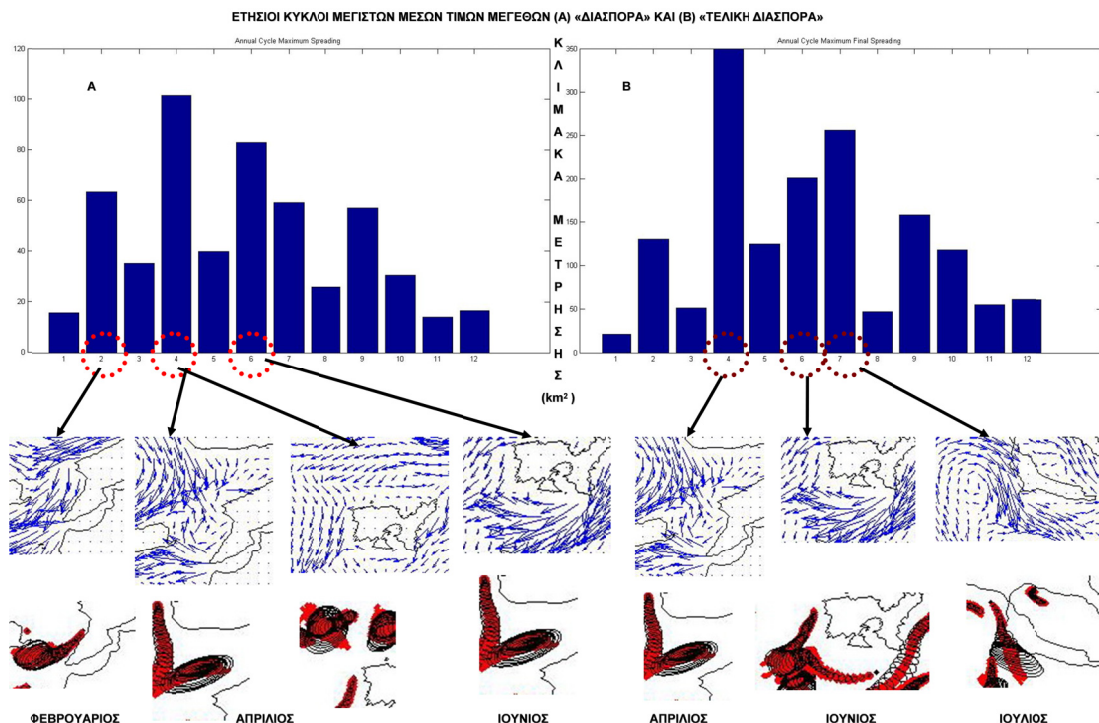 ΕΤΗΣΙΟΙ ΚΥΚΛΟΙ ΜΕΓΙΣΤΩΝ ΜΕΣΩΝ ΤΙΜΩΝ ΜΕΓΕΘΩΝ (Α) «ΔΙΑΣΠΟΡΑ» ΚΑΙ (Β) «ΤΕΛΙΚΗ ΔΙΑΣΠΟΡΑ»
Annual Cycle Maximum Spreading
120
100
80
60
40
20
0
A
1 2 3 4 5 6 7 8 9 10 11 12
ΚΛΙΜΑΚΑ ΜΕΤΡΗΣΗΣ
(km²)
Annual Cycle Maximum Final Spreading
350
300
250
200
150
100
50
0
B
1 2 3 4 5 6 7 8 9 10 11 12
ΦΕΒΡΟΥΑΡΙΟΣ ΑΠΡΙΛΙΟΣ ΙΟΥΝΙΟΣ ΑΠΡΙΛΙΟΣ ΙΟΥΝΙΟΣ ΙΟΥΛΙΟΣ